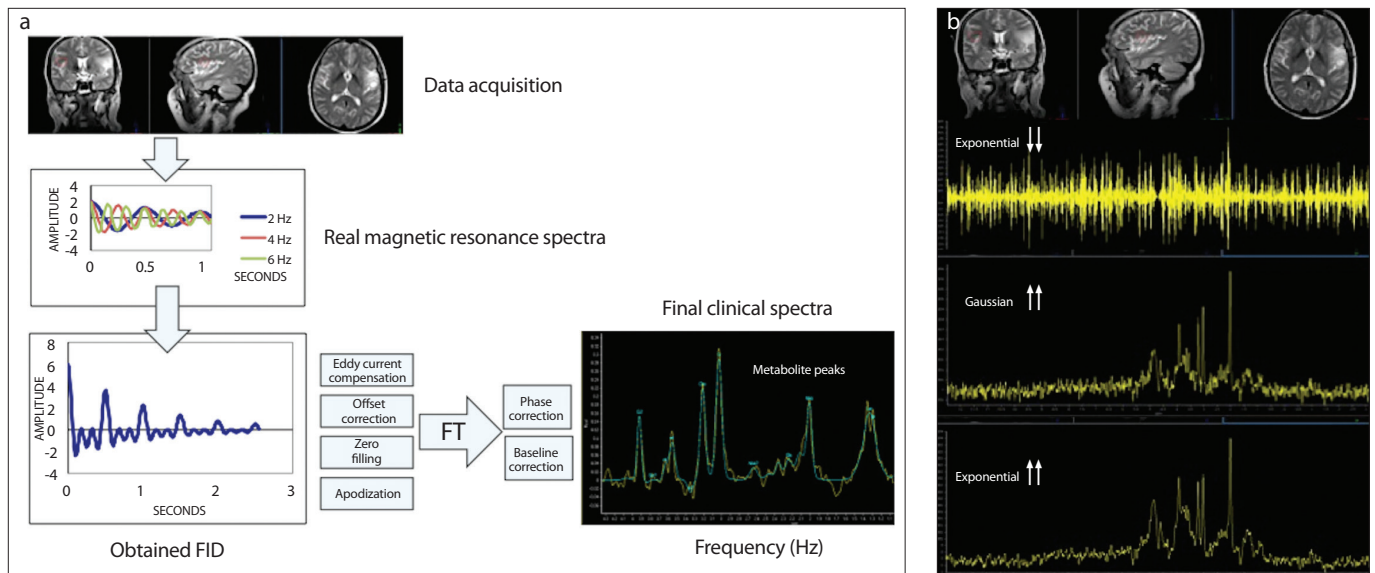 a
Data acquisition
AMPLITUDE
4
2
0
-2
-4
0 0.5 1
SECONDS
2 Hz
4 Hz
6 Hz
Real magnetic resonance spectra
AMPLITUDE
8
6
4
2
0
-2
-4
0 1 2 3
SECONDS
Obtained FID
Eddy current
compensation
Offset
correction
Zero
filling
Apodization
FT
Phase
correction
Baseline
correction
Final clinical spectra
Metabolite peaks
Frequency (Hz)
b
Exponential
Gaussian
Exponential